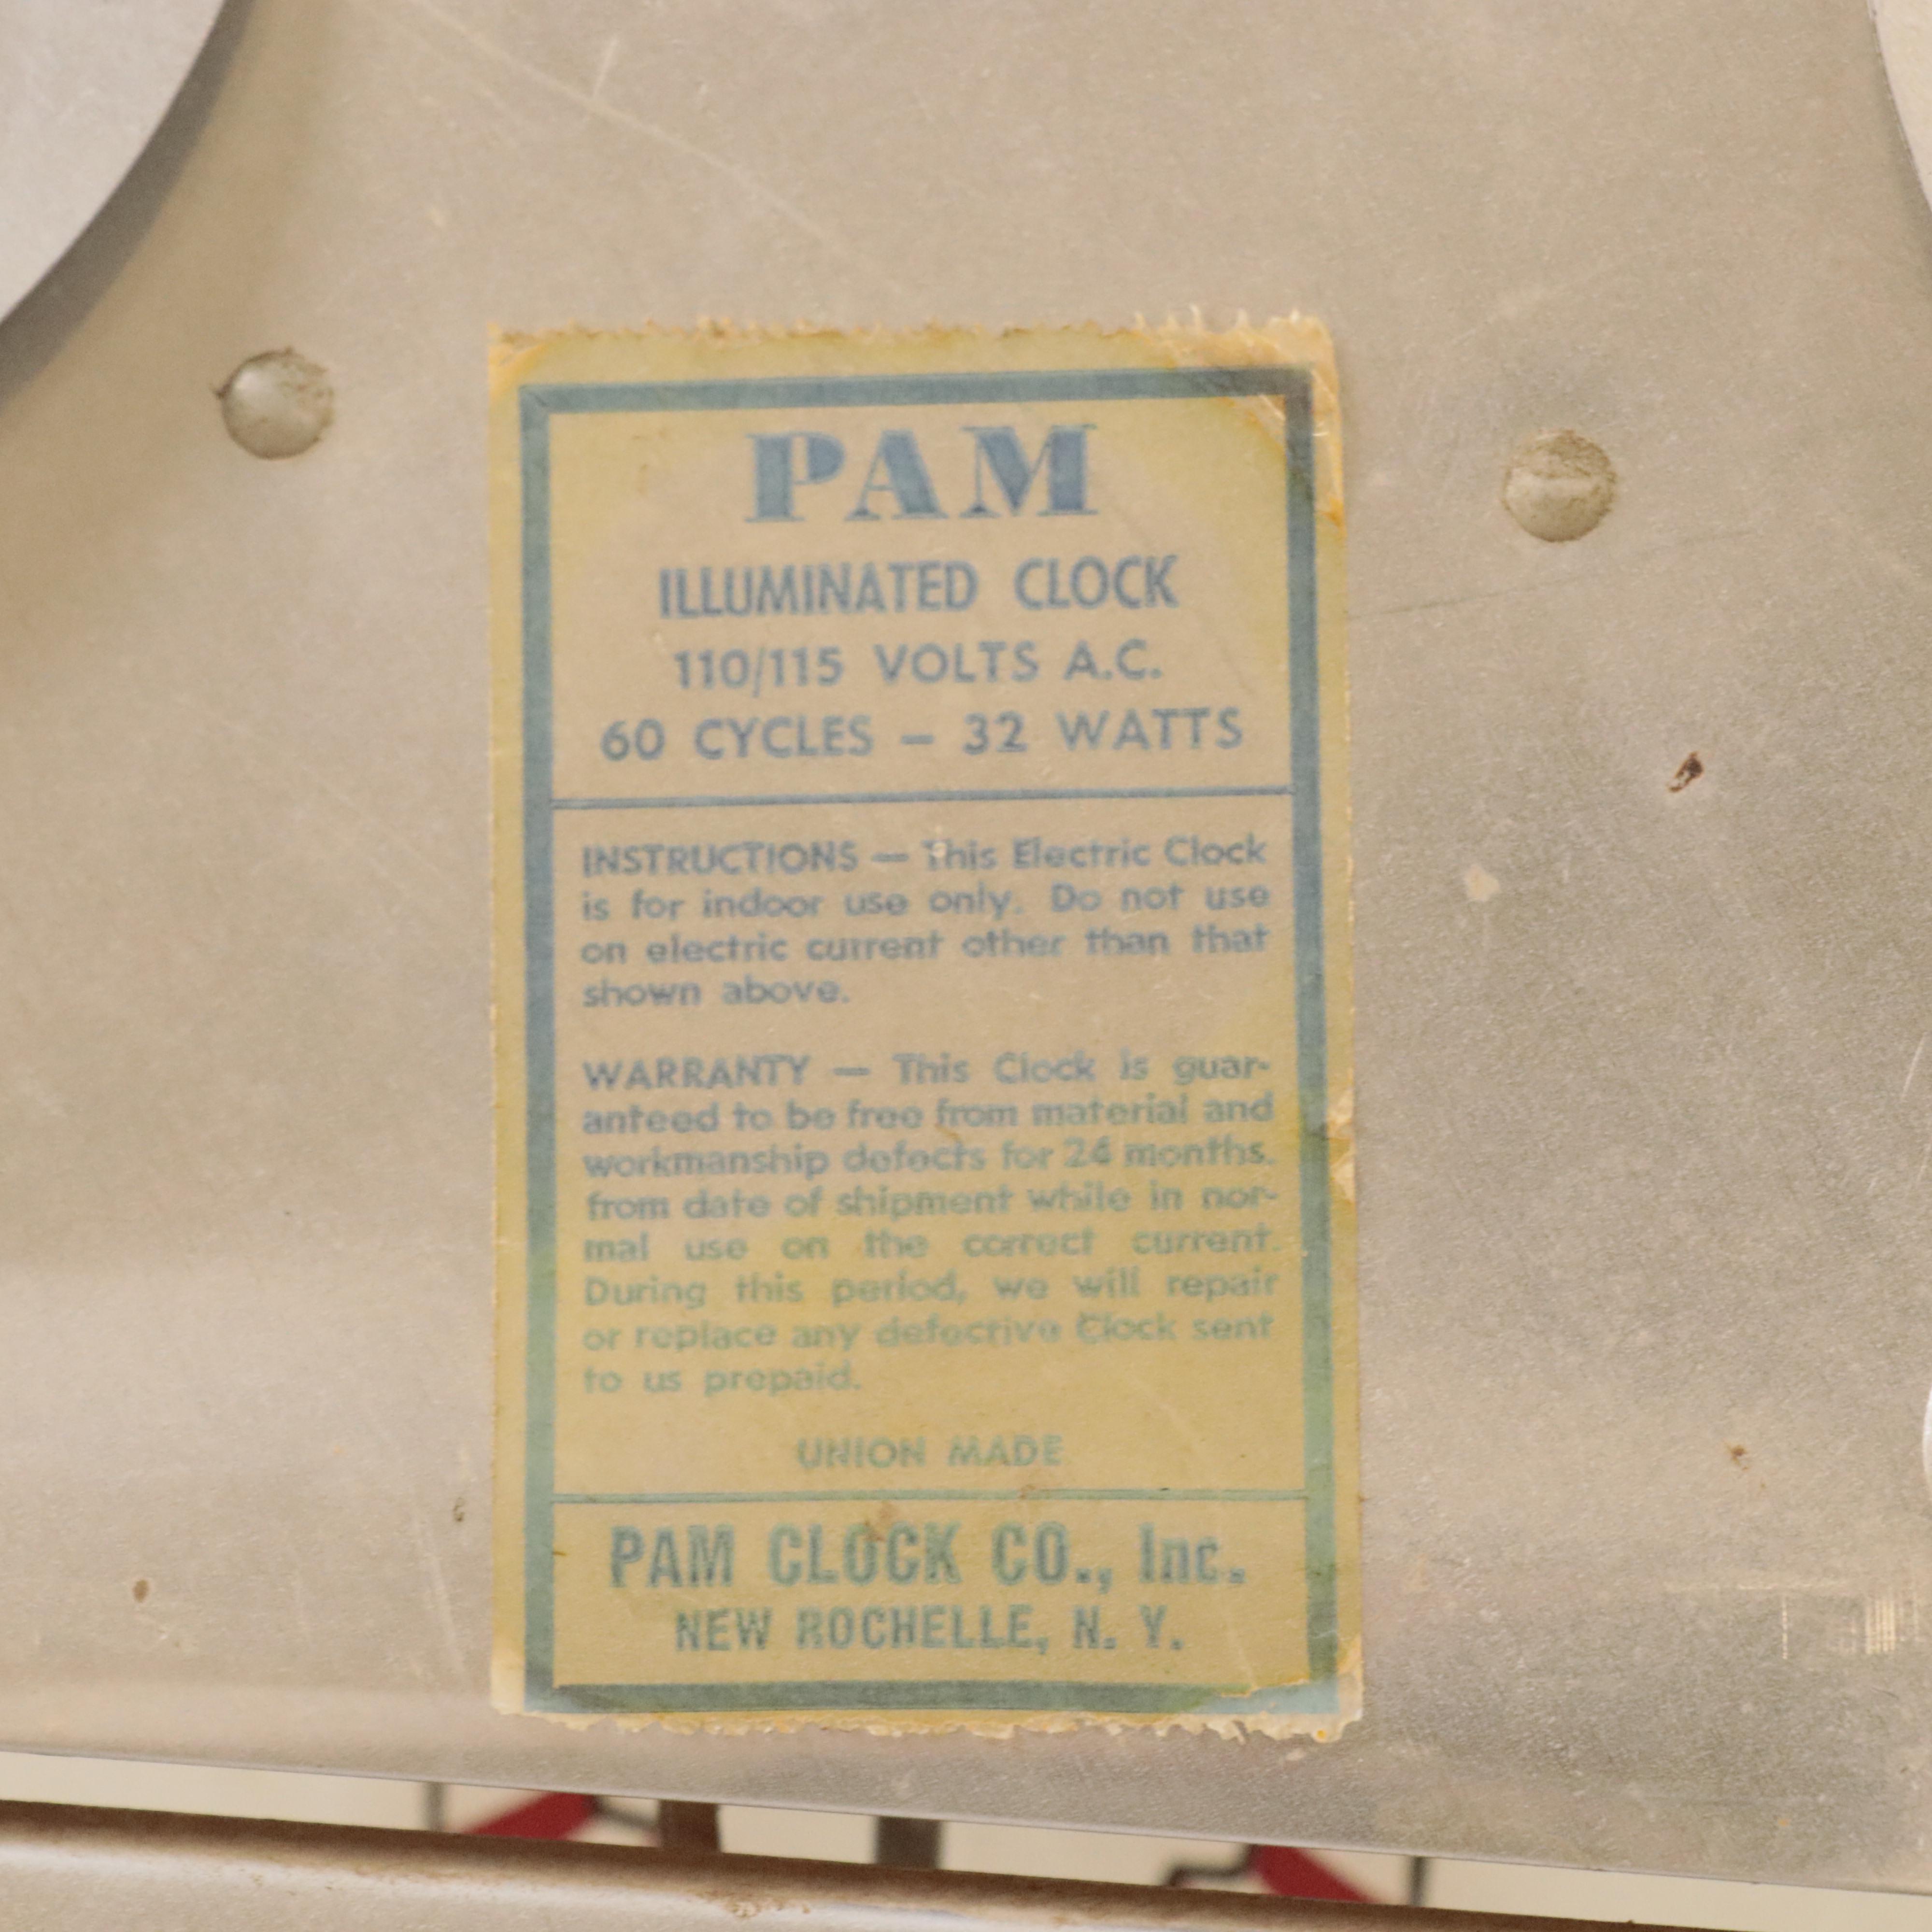 PAM
ILLUMINATED CLOCK
110/115 VOLTS A.C.
60 CYCLES — 32 WATTS
INSTRUCTIONS — This Electric Clock
is for indoor use only. Do not use
on electric current other than that
shown above.
WARRANTY — This Clock is guar-
anteed to be free from material and
workmanship defects for 24 months.
from date of shipment while in nor-
mal use on the correct current.
During this period, we will repair
or replace any defective Clock sent
to us prepaid.
UNION MADE
PAM CLOCK CO., Inc.
NEW ROCHELLE, N. Y.